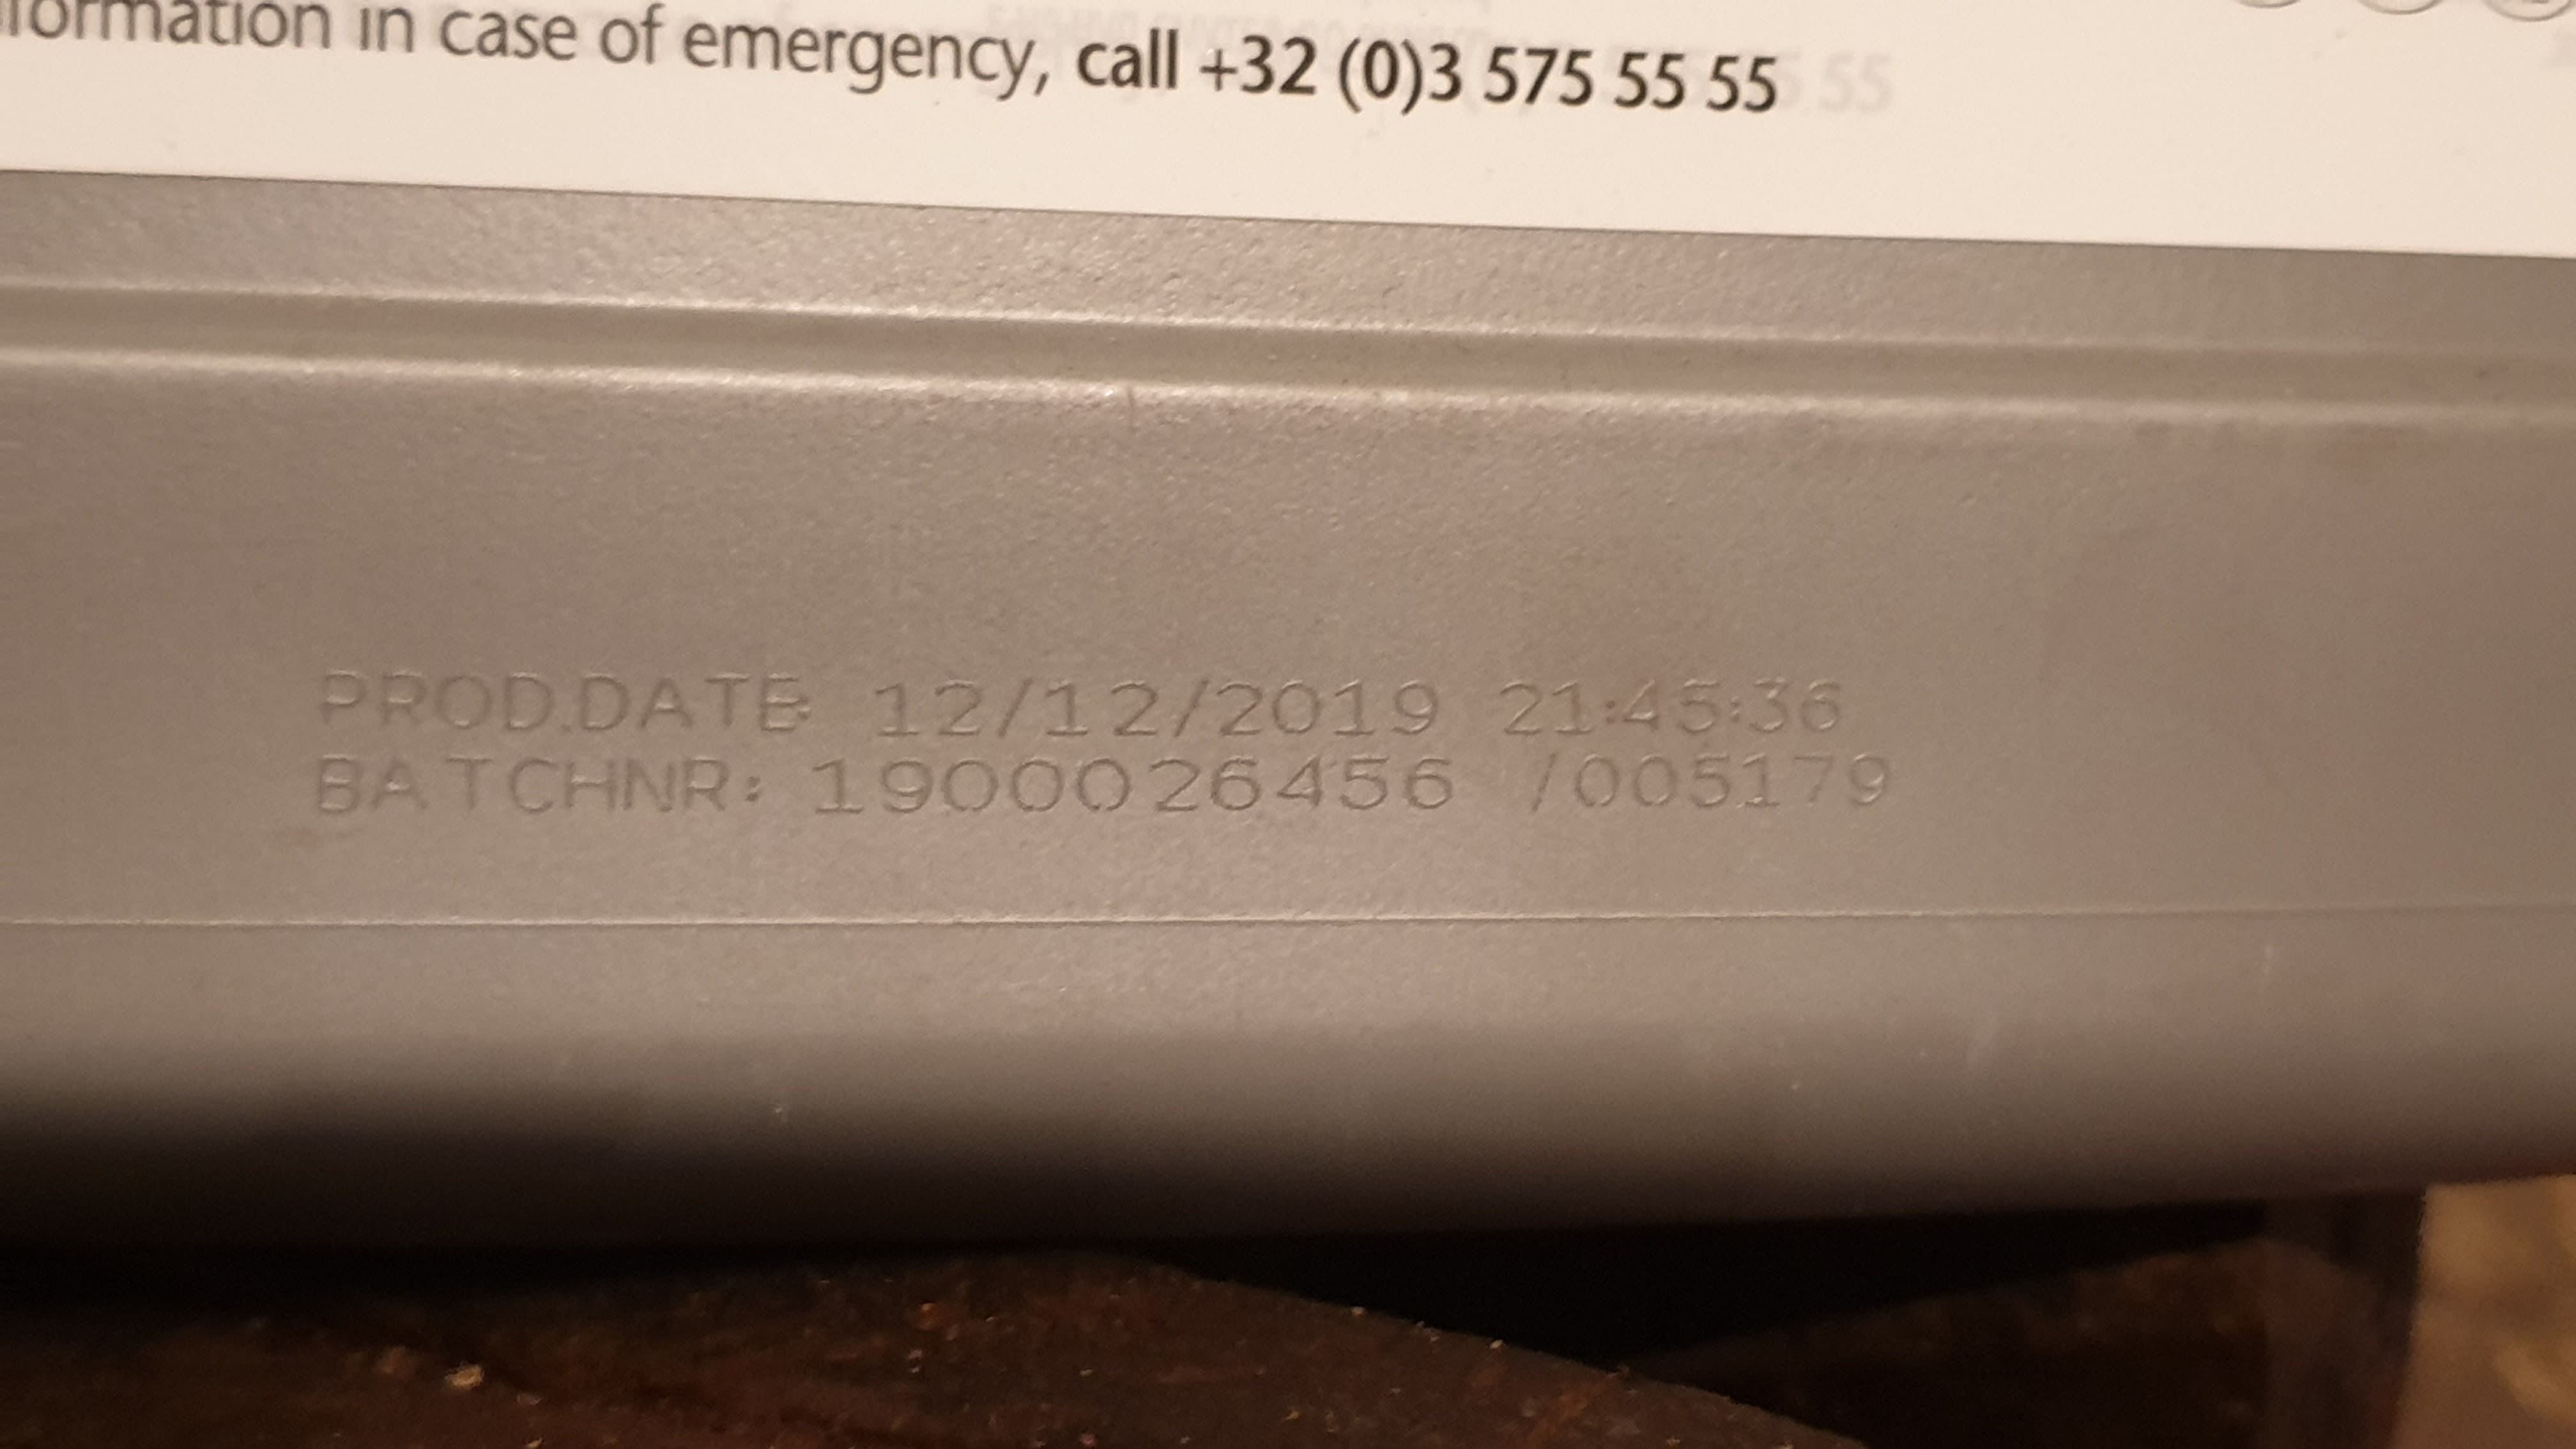 formation in case of emergency, call +32 (0)3 575 55 55
PROD.DATE: 12/12/2019 21:45:36
BATCHNR: 1900026456 /005179